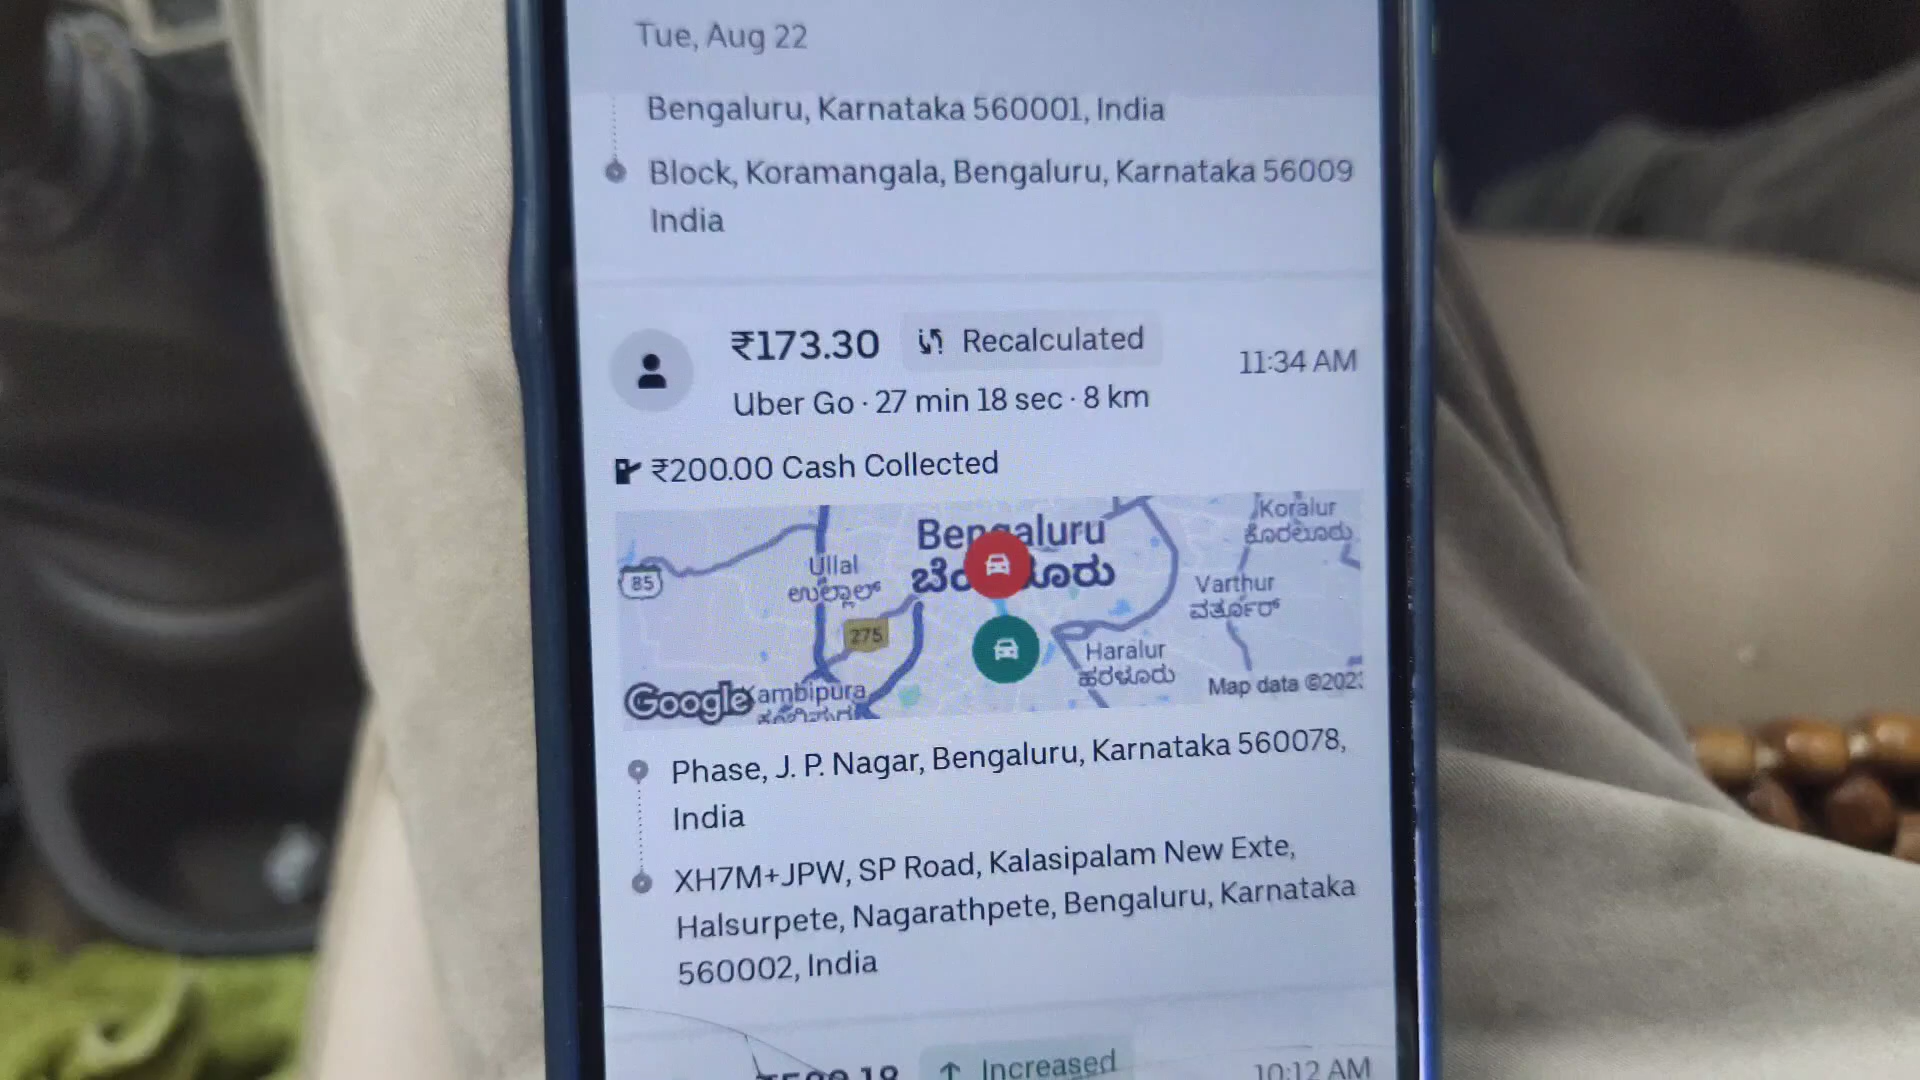 Tue, Aug 22
Bengaluru, Karnataka 560001, India
Block, Koramangala, Bengaluru, Karnataka 56009
India
₹173.30 Recalculated
11:34 AM
Uber Go · 27 min 18 sec · 8 km
₹200.00 Cash Collected
Bengaluru
Koralur
ಕೊರಲೂರು
85
Ullal
ಉಲ್ಲಾಳ್
Varthur
ವರ್ತೂರ್
275
Haralur
ಹರಳೂರು
Google
ambipura
Map data ©202
Phase, J. P. Nagar, Bengaluru, Karnataka 560078,
India
XH7M+JPW, SP Road, Kalasipalam New Exte,
Halsurpete, Nagarathpete, Bengaluru, Karnataka
560002, India
Increased
10:12 AM